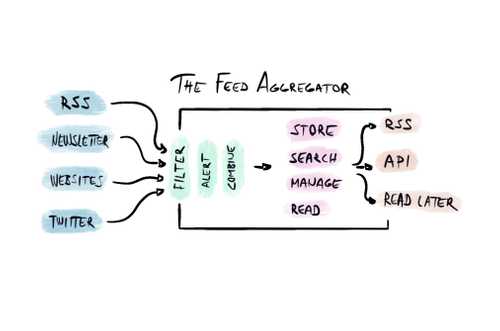 THE FEED AGGREGATOR
RSS
NEWSLETTER
WEBSITES
TWITTER
FILTER
ALERT
COMBINE
STORE
SEARCH
MANAGE
READ
RSS
API
READ LATER